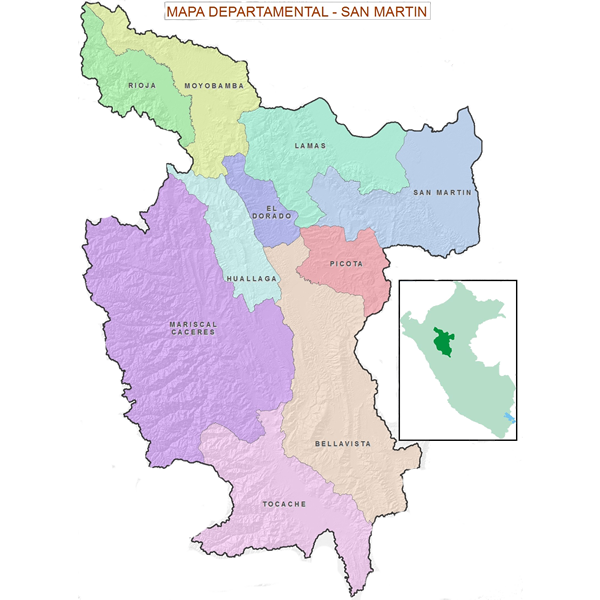 MAPA DEPARTAMENTAL - SAN MARTIN
RIOJA
MOYOBAMBA
LAMAS
SAN MARTIN
EL
DORADO
PICOTA
HUALLAGA
MARISCAL
CACERES
BELLAVISTA
TOCACHE